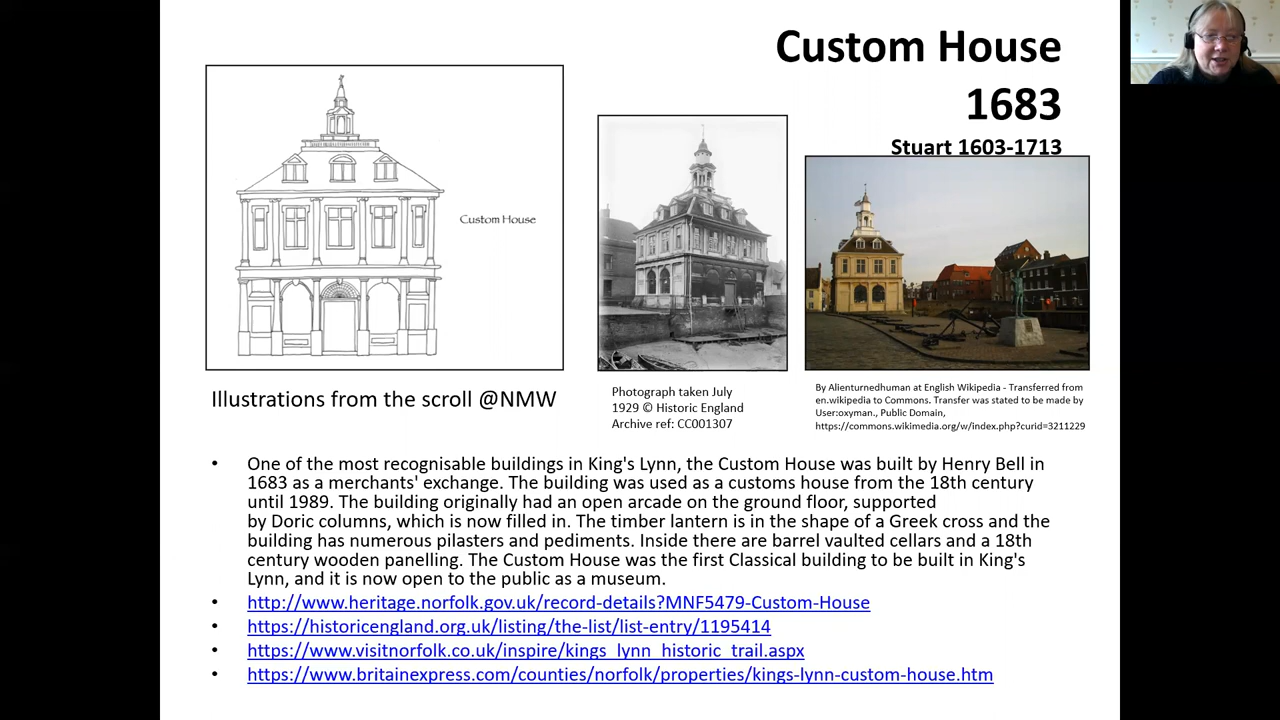 Custom House
1683
Stuart 1603-1713
Custom House
Illustrations from the scroll @NMW
Photograph taken July
1929 © Historic England
Archive ref: CC001307
By Alienturnedhuman at English Wikipedia - Transferred from
en.wikipedia to Commons. Transfer was stated to be made by
User:oxyman., Public Domain,
https://commons.wikimedia.org/w/index.php?curid=3211229
• One of the most recognisable buildings in King's Lynn, the Custom House was built by Henry Bell in
1683 as a merchants' exchange. The building was used as a customs house from the 18th century
until 1989. The building originally had an open arcade on the ground floor, supported
by Doric columns, which is now filled in. The timber lantern is in the shape of a Greek cross and the
building has numerous pilasters and pediments. Inside there are barrel vaulted cellars and a 18th
century wooden panelling. The Custom House was the first Classical building to be built in King's
Lynn, and it is now open to the public as a museum.
• http://www.heritage.norfolk.gov.uk/record-details?MNF5479-Custom-House
• https://historicengland.org.uk/listing/the-list/list-entry/1195414
• https://www.visitnorfolk.co.uk/inspire/kings_lynn_historic_trail.aspx
• https://www.britainexpress.com/counties/norfolk/properties/kings-lynn-custom-house.htm